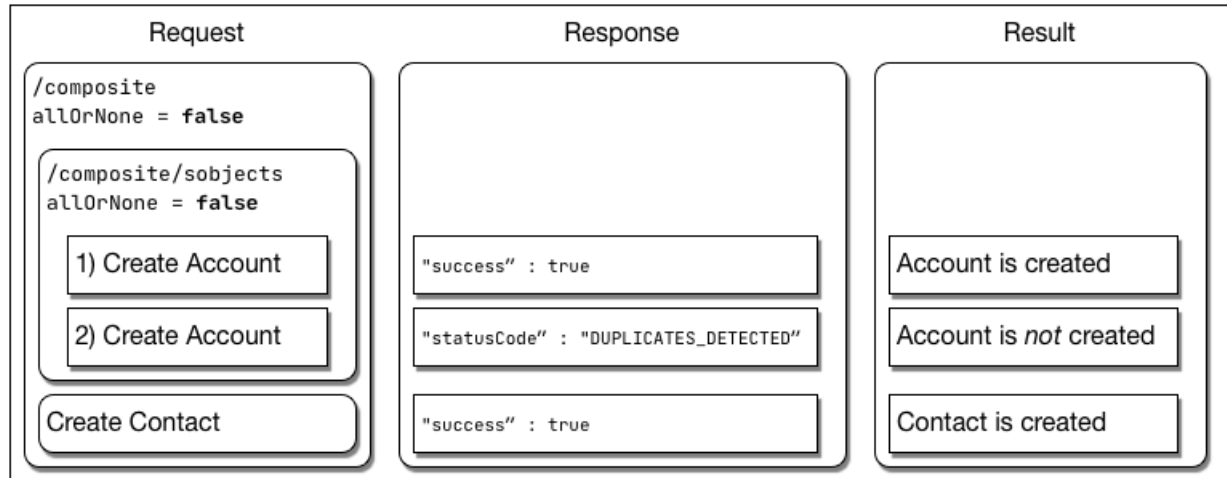 Request
Response
Result
/composite
allOrNone = false
/composite/sobjects
allOrNone = false
1) Create Account
"success” : true
Account is created
2) Create Account
"statusCode” : "DUPLICATES_DETECTED”
Account is not created
Create Contact
"success” : true
Contact is created